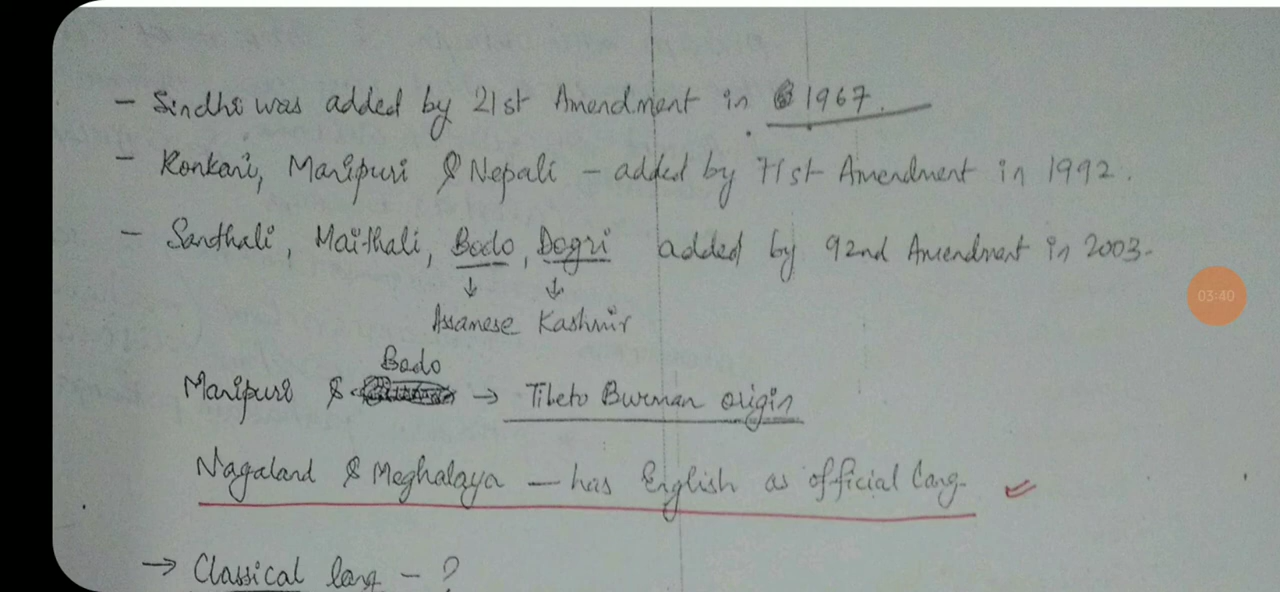 - Sindhi was added by 21st Amendment in 1967.
- Konkani, Manipuri & Nepali - added by 71st Amendment in 1992.
- Santhali, Maithali, Bodo, Dogri added by 92nd Amendment in 2003.
↓ ↓
Assamese Kashmir
Bodo
Manipuri & → Tibeto Burman origin
Nagaland & Meghalaya - has English as official lang.
→ Classical lang - ?
03:40